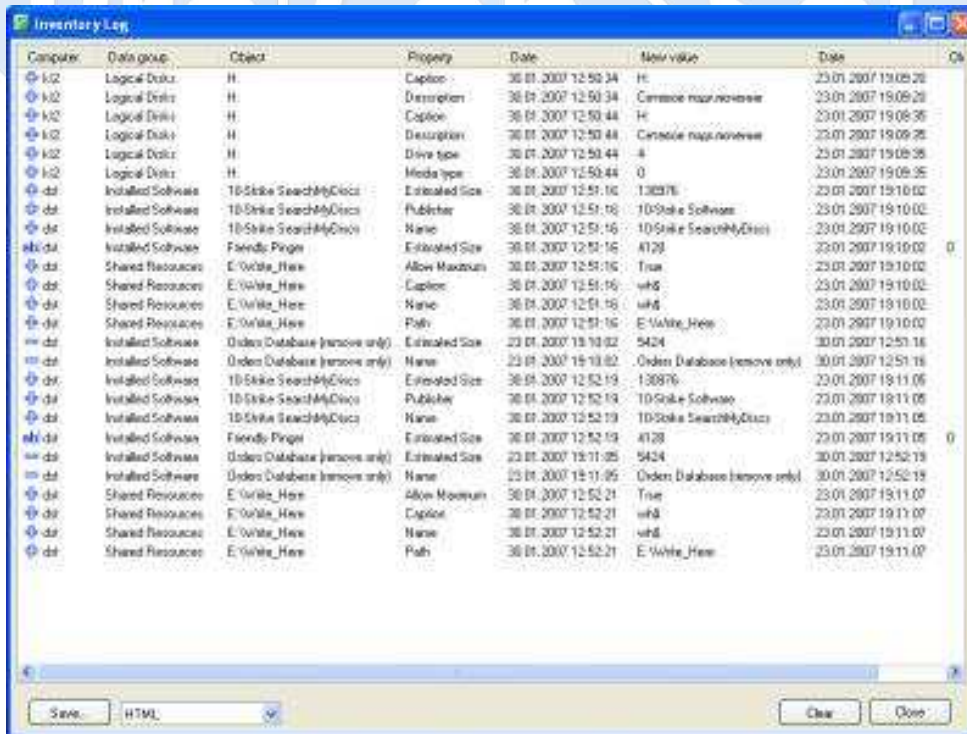 Inventory Log
Computer Data group Object Property Date New value Date
Logical Disks H: Caption 30.01.2007 12:50:34 H: 23.01.2007 19:09:28
Logical Disks H: Description 30.01.2007 12:50:34 Сетевое подключение 23.01.2007 19:09:28
Logical Disks H: Caption 30.01.2007 12:50:44 H: 23.01.2007 19:09:35
Logical Disks H: Description 30.01.2007 12:50:44 Сетевое подключение 23.01.2007 19:09:35
Logical Disks H: Drive type 30.01.2007 12:50:44 4 23.01.2007 19:09:35
Logical Disks H: Media type 30.01.2007 12:50:44 0 23.01.2007 19:09:35
dst Installed Software 10-Strike SearchMyDiscs Estimated Size 30.01.2007 12:51:16 130976 23.01.2007 19:10:02
dst Installed Software 10-Strike SearchMyDiscs Publisher 30.01.2007 12:51:16 10-Strike Software 23.01.2007 19:10:02
dst Installed Software 10-Strike SearchMyDiscs Name 30.01.2007 12:51:16 10-Strike SearchMyDiscs 23.01.2007 19:10:02
dst Installed Software Friendly Pinger Estimated Size 30.01.2007 12:51:16 4128 23.01.2007 19:10:02 0
dst Shared Resources E:\Write_Here Allow Maximum 30.01.2007 12:51:16 True 23.01.2007 19:10:02
dst Shared Resources E:\Write_Here Caption 30.01.2007 12:51:16 wh$ 23.01.2007 19:10:02
dst Shared Resources E:\Write_Here Name 30.01.2007 12:51:16 wh$ 23.01.2007 19:10:02
dst Shared Resources E:\Write_Here Path 30.01.2007 12:51:16 E:\Write_Here 23.01.2007 19:10:02
dst Installed Software Orders Database (remove only) Estimated Size 23.01.2007 19:10:02 5424 30.01.2007 12:51:16
dst Installed Software Orders Database (remove only) Name 23.01.2007 19:10:02 Orders Database (remove only) 30.01.2007 12:51:16
dst Installed Software 10-Strike SearchMyDiscs Estimated Size 30.01.2007 12:52:19 130976 23.01.2007 19:11:05
dst Installed Software 10-Strike SearchMyDiscs Publisher 30.01.2007 12:52:19 10-Strike Software 23.01.2007 19:11:05
dst Installed Software 10-Strike SearchMyDiscs Name 30.01.2007 12:52:19 10-Strike SearchMyDiscs 23.01.2007 19:11:05
dst Installed Software Friendly Pinger Estimated Size 30.01.2007 12:52:19 4128 23.01.2007 19:11:05 0
dst Installed Software Orders Database (remove only) Estimated Size 23.01.2007 19:11:05 5424 30.01.2007 12:52:19
dst Installed Software Orders Database (remove only) Name 23.01.2007 19:11:05 Orders Database (remove only) 30.01.2007 12:52:19
dst Shared Resources E:\Write_Here Allow Maximum 30.01.2007 12:52:21 True 23.01.2007 19:11:07
dst Shared Resources E:\Write_Here Caption 30.01.2007 12:52:21 wh$ 23.01.2007 19:11:07
dst Shared Resources E:\Write_Here Name 30.01.2007 12:52:21 wh$ 23.01.2007 19:11:07
dst Shared Resources E:\Write_Here Path 30.01.2007 12:52:21 E:\Write_Here 23.01.2007 19:11:07
Save... HTML Clear Close